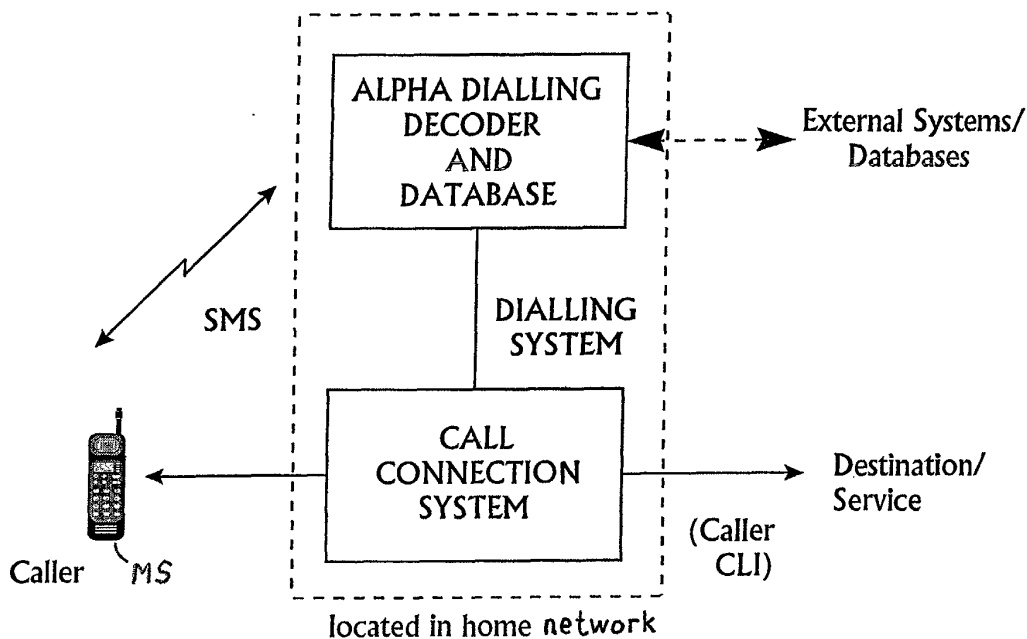 ALPHA DIALLING
DECODER
AND
DATABASE
External Systems/
Databases
SMS
DIALLING
SYSTEM
CALL
CONNECTION
SYSTEM
Destination/
Service
(Caller
CLI)
Caller
MS
located in home network